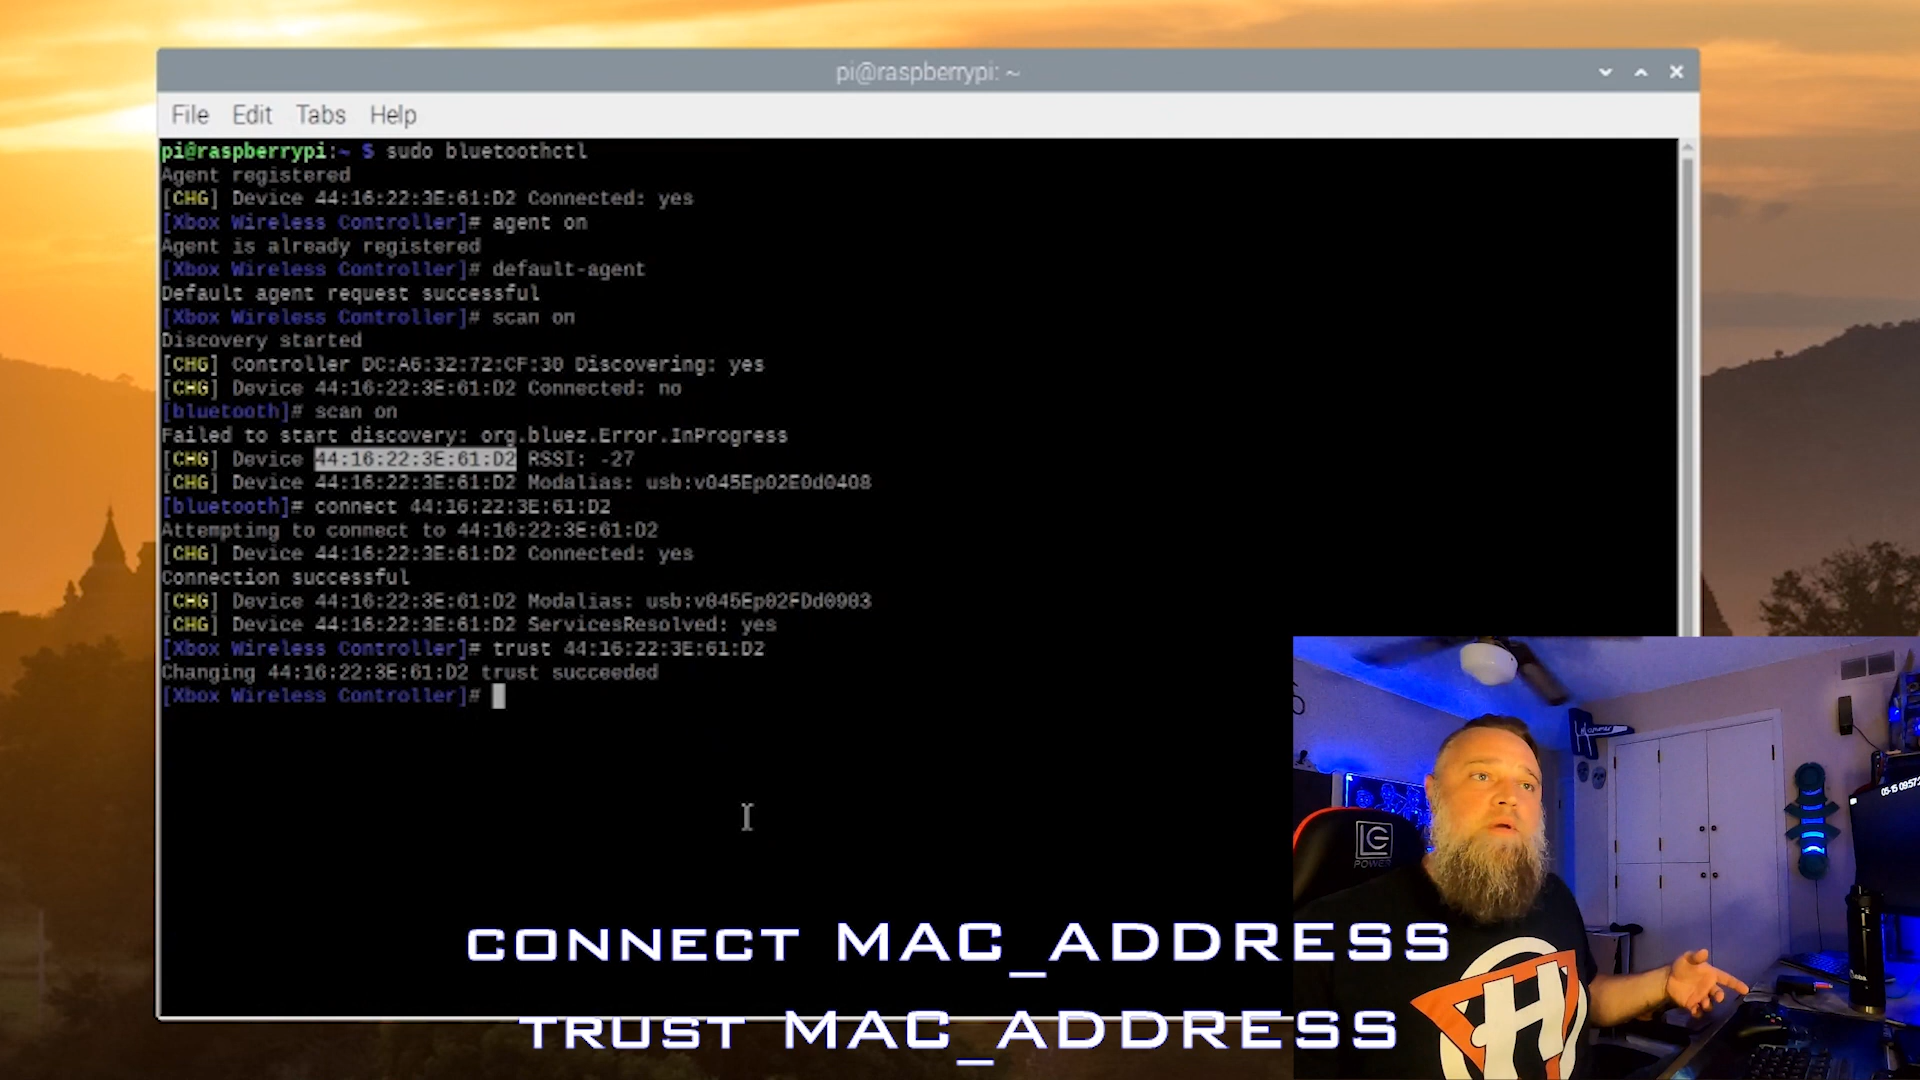 pi@raspberrypi: ~
File Edit Tabs Help
pi@raspberrypi:~ $ sudo bluetoothctl
Agent registered
[CHG] Device 44:16:22:3E:61:D2 Connected: yes
[Xbox Wireless Controller]# agent on
Agent is already registered
[Xbox Wireless Controller]# default-agent
Default agent request successful
[Xbox Wireless Controller]# scan on
Discovery started
[CHG] Controller DC:A6:32:72:CF:30 Discovering: yes
[CHG] Device 44:16:22:3E:61:D2 Connected: no
[bluetooth]# scan on
Failed to start discovery: org.bluez.Error.InProgress
[CHG] Device 44:16:22:3E:61:D2 RSSI: -27
[CHG] Device 44:16:22:3E:61:D2 Modalias: usb:v045Ep02E0d0408
[bluetooth]# connect 44:16:22:3E:61:D2
Attempting to connect to 44:16:22:3E:61:D2
[CHG] Device 44:16:22:3E:61:D2 Connected: yes
Connection successful
[CHG] Device 44:16:22:3E:61:D2 Modalias: usb:v045Ep02FDd0903
[CHG] Device 44:16:22:3E:61:D2 ServicesResolved: yes
[Xbox Wireless Controller]# trust 44:16:22:3E:61:D2
Changing 44:16:22:3E:61:D2 trust succeeded
[Xbox Wireless Controller]#
LC
POWER
H
CONNECT MAC_ADDRESS
TRUST MAC_ADDRESS